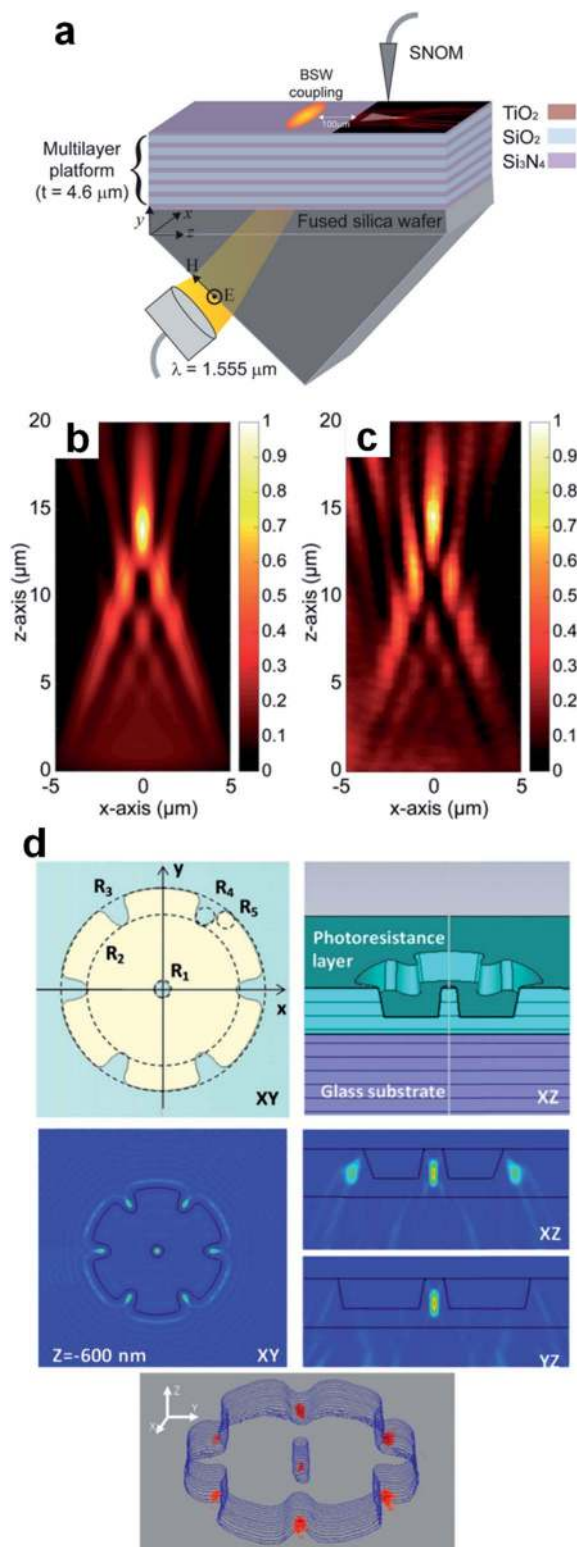 a
SNOM
BSW
coupling
100μm
TiO₂
SiO₂
Si₃N₄
Multilayer
platform
(t = 4.6 μm)
y
x
z
Fused silica wafer
H
E
λ = 1.555 μm
b
20
15
10
5
0
-5
0
5
z-axis (μm)
x-axis (μm)
1
0.9
0.8
0.7
0.6
0.5
0.4
0.3
0.2
0.1
0
c
20
15
10
5
0
-5
0
5
z-axis (μm)
x-axis (μm)
1
0.9
0.8
0.7
0.6
0.5
0.4
0.3
0.2
0.1
0
d
y
R₃
R₄
R₅
R₂
R₁
x
XY
Photoresistance
layer
Glass substrate
XZ
Z=-600 nm
XY
XZ
YZ
Z
X
Y